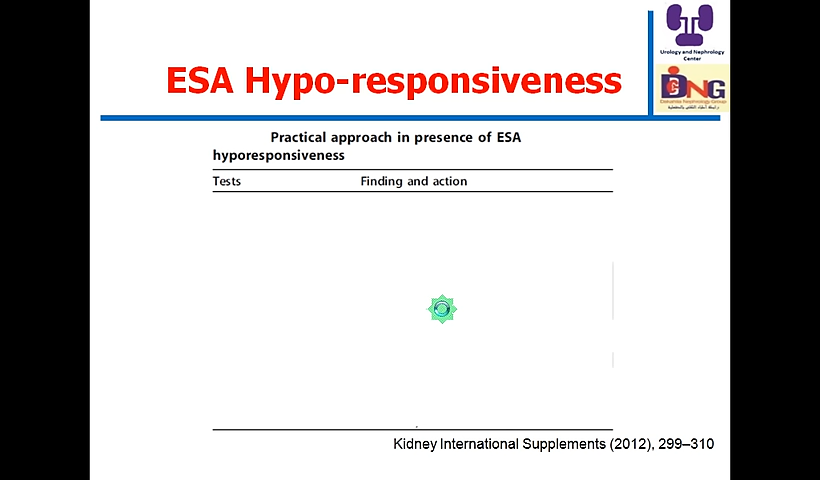 Urology and Nephrology
Center
ESA Hypo-responsiveness
Practical approach in presence of ESA
hyporesponsiveness
Tests Finding and action
Kidney International Supplements (2012), 299–310